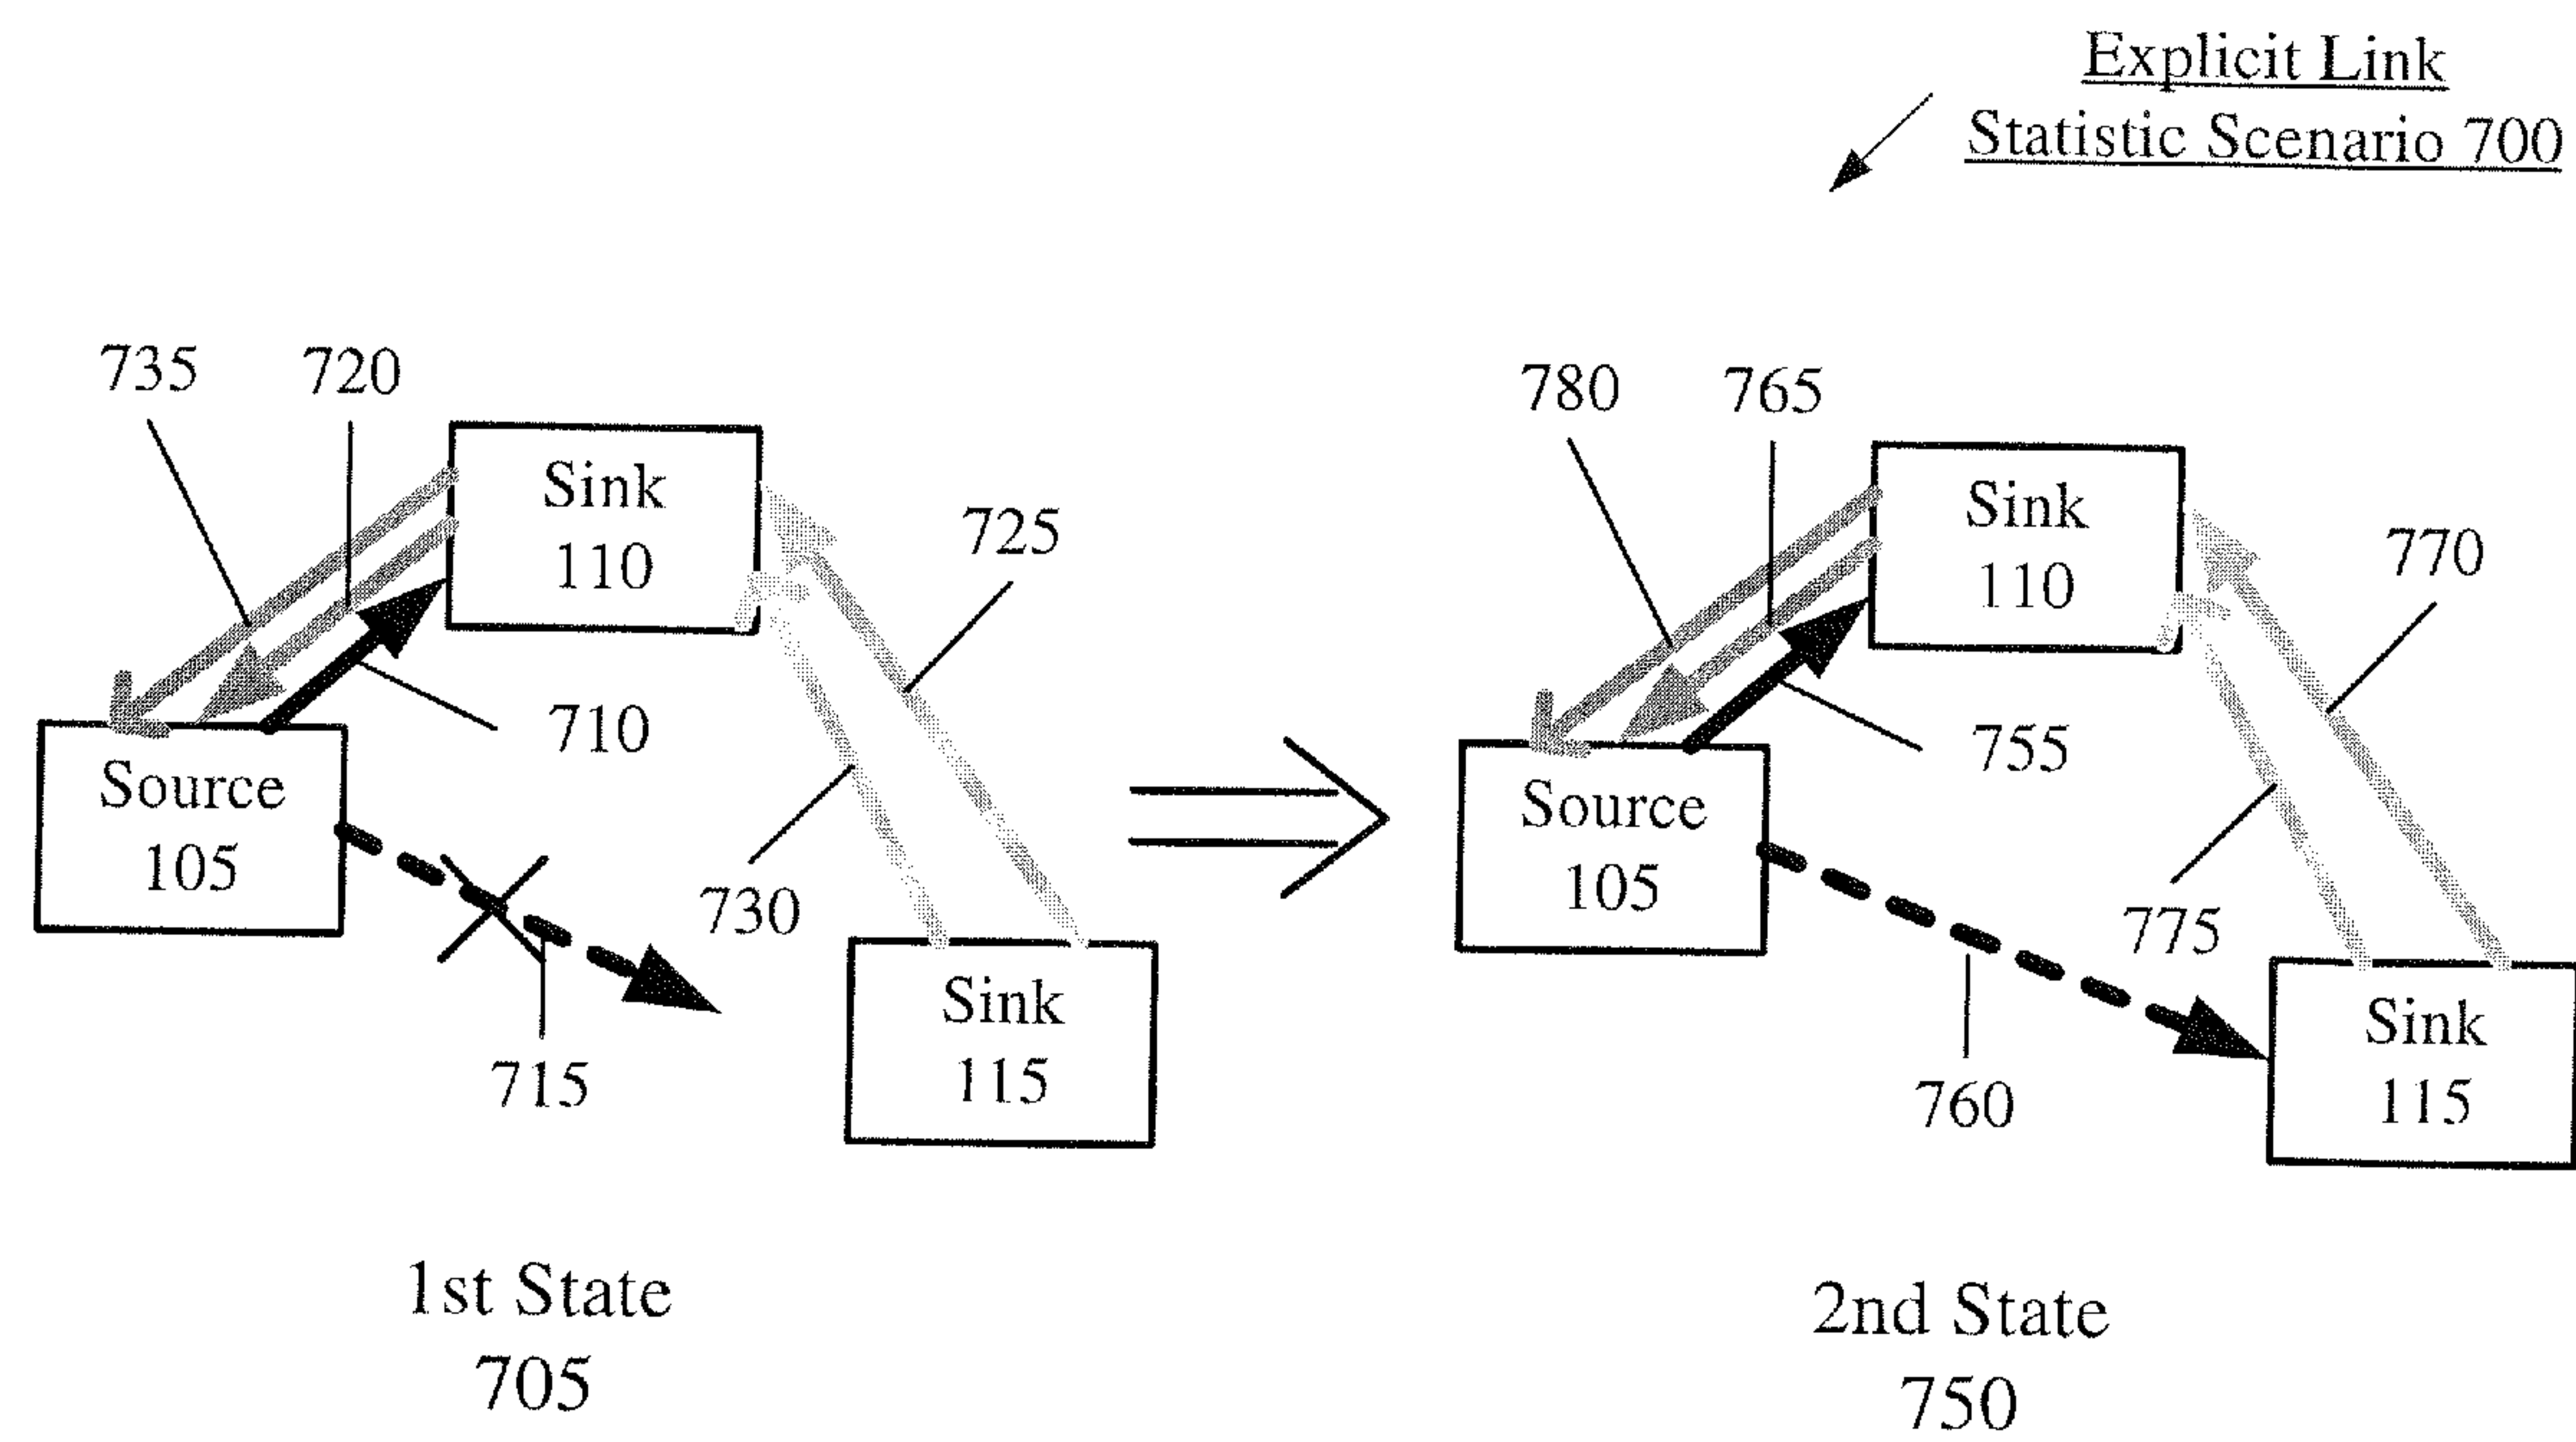 Explicit Link
Statistic Scenario 700
735
720
Sink
110
725
710
Source
105
730
715
Sink
115
1st State
705
780
765
Sink
110
770
755
Source
105
775
760
Sink
115
2nd State
750